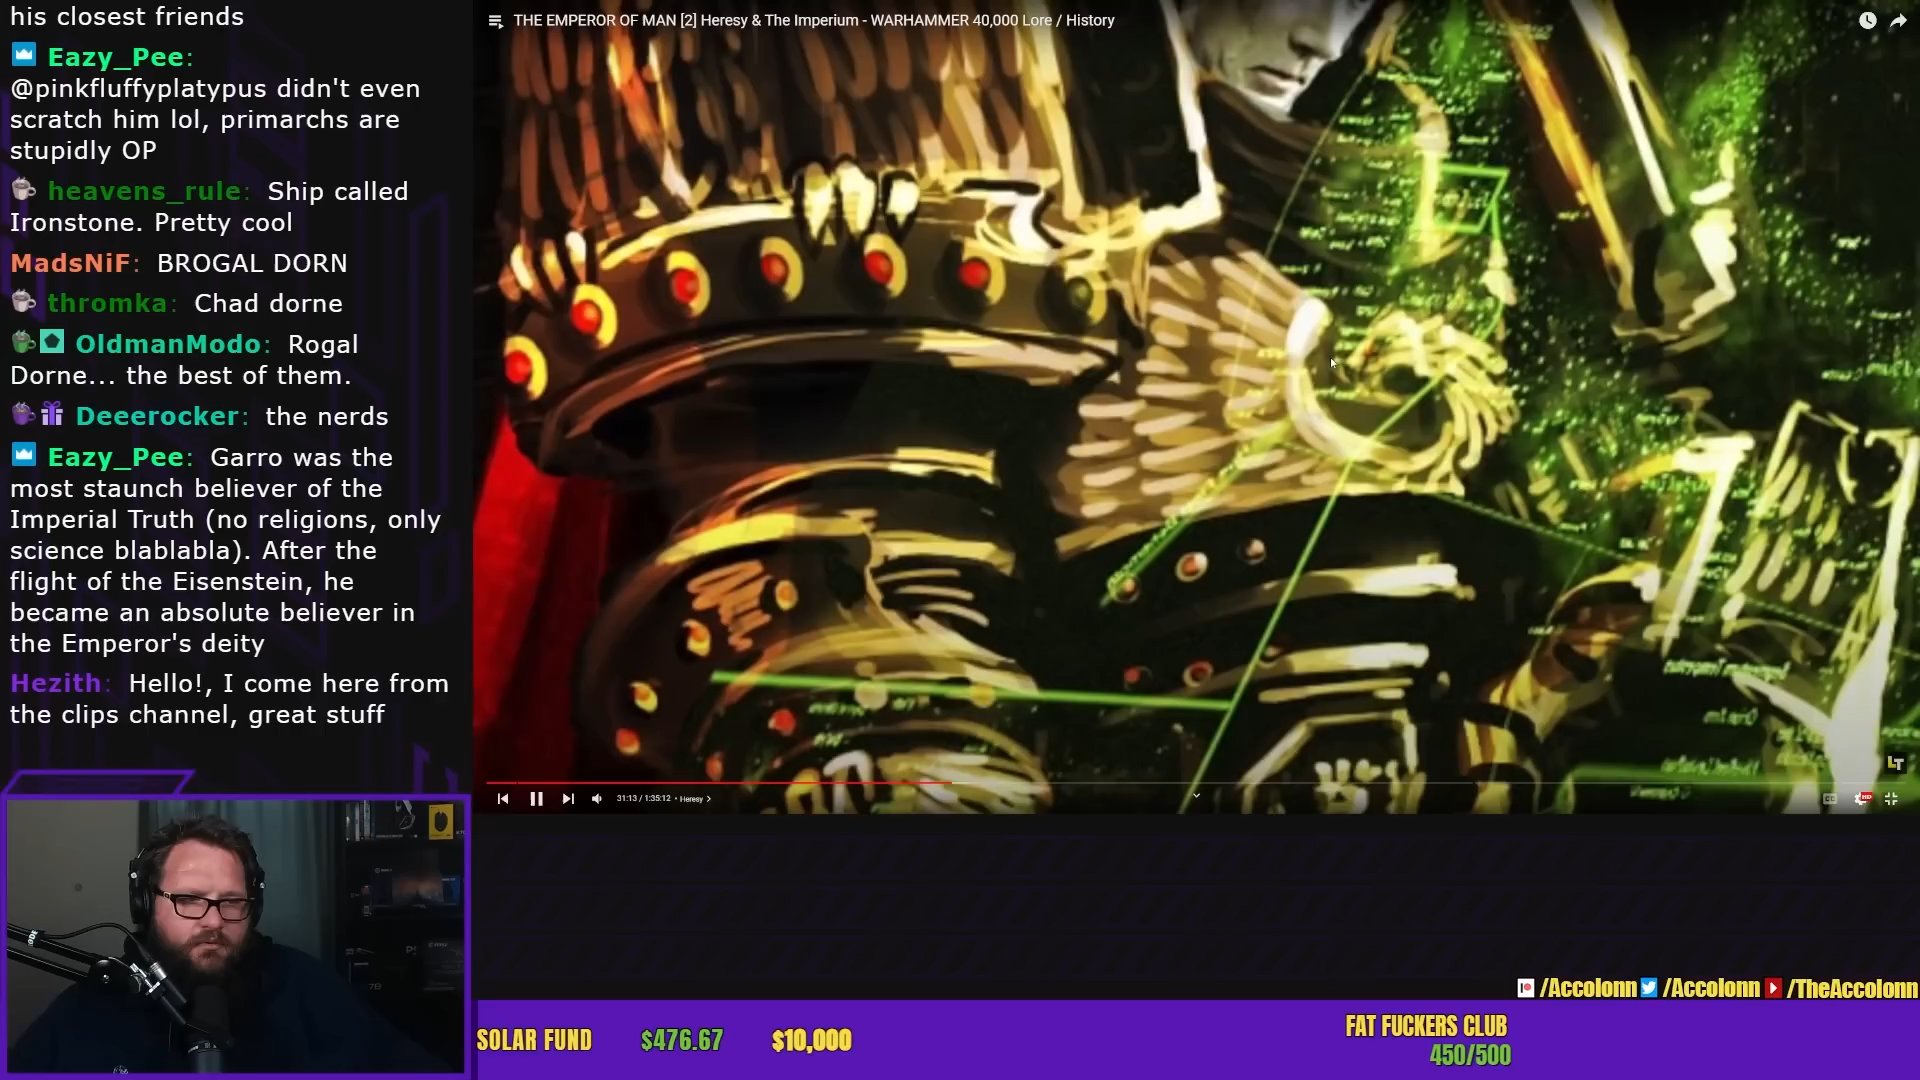 his closest friends
Eazy_Pee:
@pinkfluffyplatypus didn't even
scratch him lol, primarchs are
stupidly OP
heavens_rule: Ship called
Ironstone. Pretty cool
MadsNiF: BROGAL DORN
thromka: Chad dorne
OldmanModo: Rogal
Dorne... the best of them.
Deeerocker: the nerds
Eazy_Pee: Garro was the
most staunch believer of the
Imperial Truth (no religions, only
science blablabla). After the
flight of the Eisenstein, he
became an absolute believer in
the Emperor's deity
Hezith: Hello!, I come here from
the clips channel, great stuff
THE EMPEROR OF MAN [2] Heresy & The Imperium - WARHAMMER 40,000 Lore / History
LT
31:13 / 1:35:12 • Heresy >
CC
HD
RODE
/Accolonn /Accolonn /TheAccolonn
SOLAR FUND $476.67 $10,000
FAT FUCKERS CLUB
450/500